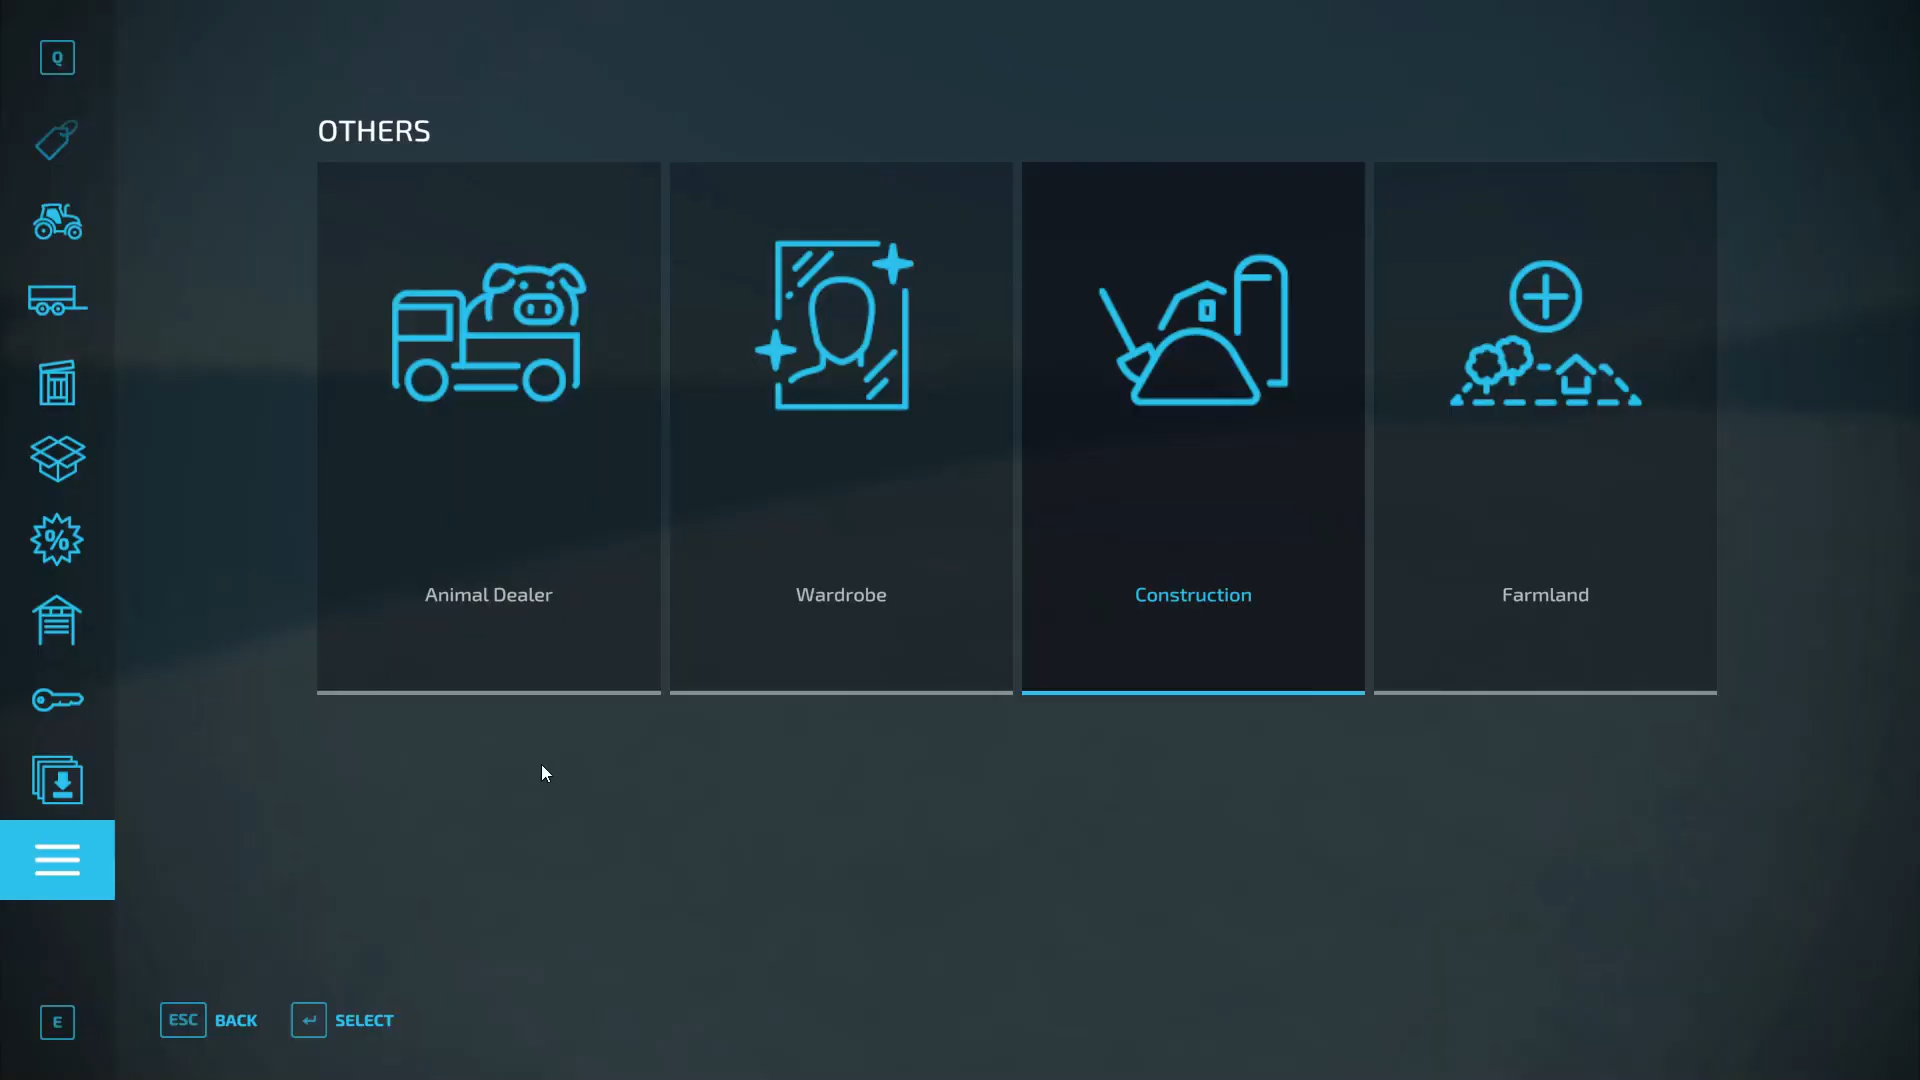 Q
OTHERS
%
Animal Dealer
Wardrobe
Construction
Farmland
E
ESC BACK
SELECT